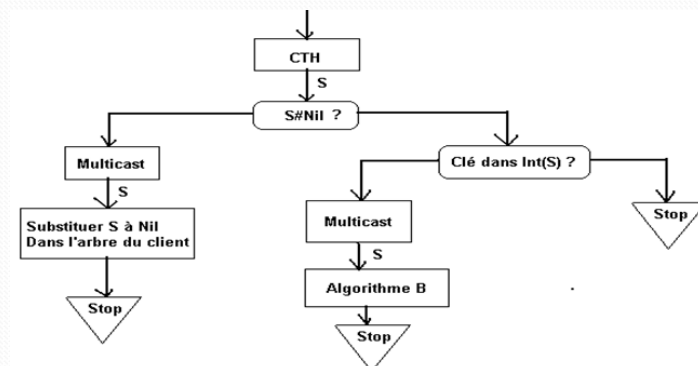 CTH
S
S#Nil ?
Multicast
S
Substituer S à Nil
Dans l'arbre du client
Stop
Clé dans Int(S) ?
Multicast
S
Algorithme B
Stop
Stop